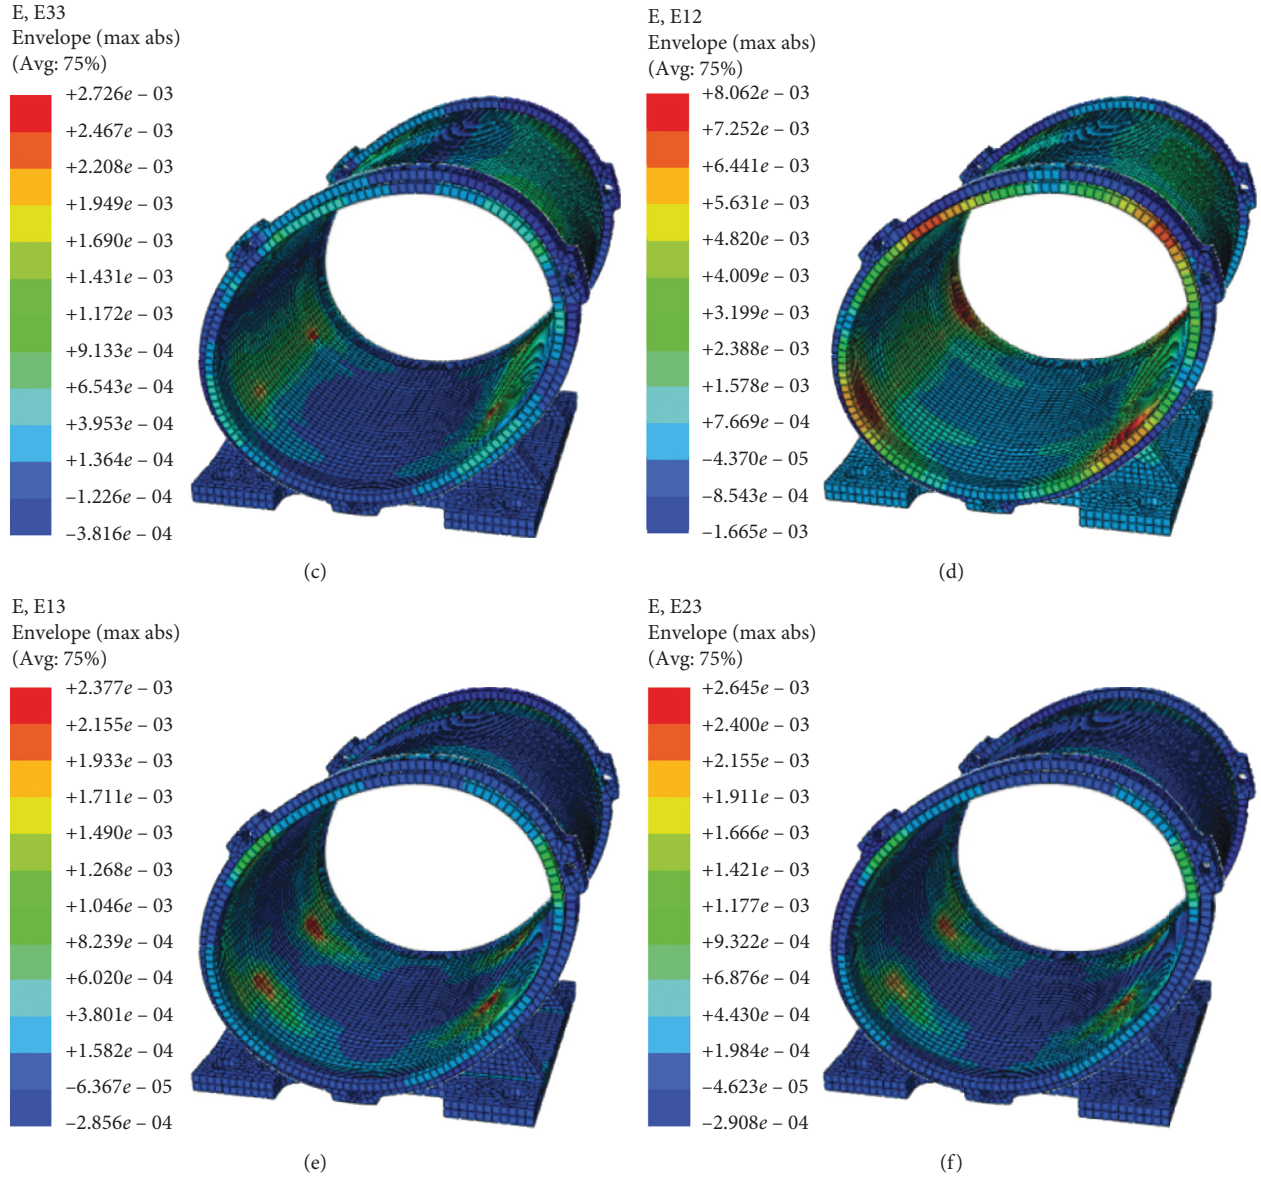 E, E33
Envelope (max abs)
(Avg: 75%)
+2.726e – 03
+2.467e – 03
+2.208e – 03
+1.949e – 03
+1.690e – 03
+1.431e – 03
+1.172e – 03
+9.133e – 04
+6.543e – 04
+3.953e – 04
+1.364e – 04
–1.226e – 04
–3.816e – 04
(c)
E, E12
Envelope (max abs)
(Avg: 75%)
+8.062e – 03
+7.252e – 03
+6.441e – 03
+5.631e – 03
+4.820e – 03
+4.009e – 03
+3.199e – 03
+2.388e – 03
+1.578e – 03
+7.669e – 04
–4.370e – 05
–8.543e – 04
–1.665e – 03
(d)
E, E13
Envelope (max abs)
(Avg: 75%)
+2.377e – 03
+2.155e – 03
+1.933e – 03
+1.711e – 03
+1.490e – 03
+1.268e – 03
+1.046e – 03
+8.239e – 04
+6.020e – 04
+3.801e – 04
+1.582e – 04
–6.367e – 05
–2.856e – 04
(e)
E, E23
Envelope (max abs)
(Avg: 75%)
+2.645e – 03
+2.400e – 03
+2.155e – 03
+1.911e – 03
+1.666e – 03
+1.421e – 03
+1.177e – 03
+9.322e – 04
+6.876e – 04
+4.430e – 04
+1.984e – 04
–4.623e – 05
–2.908e – 04
(f)